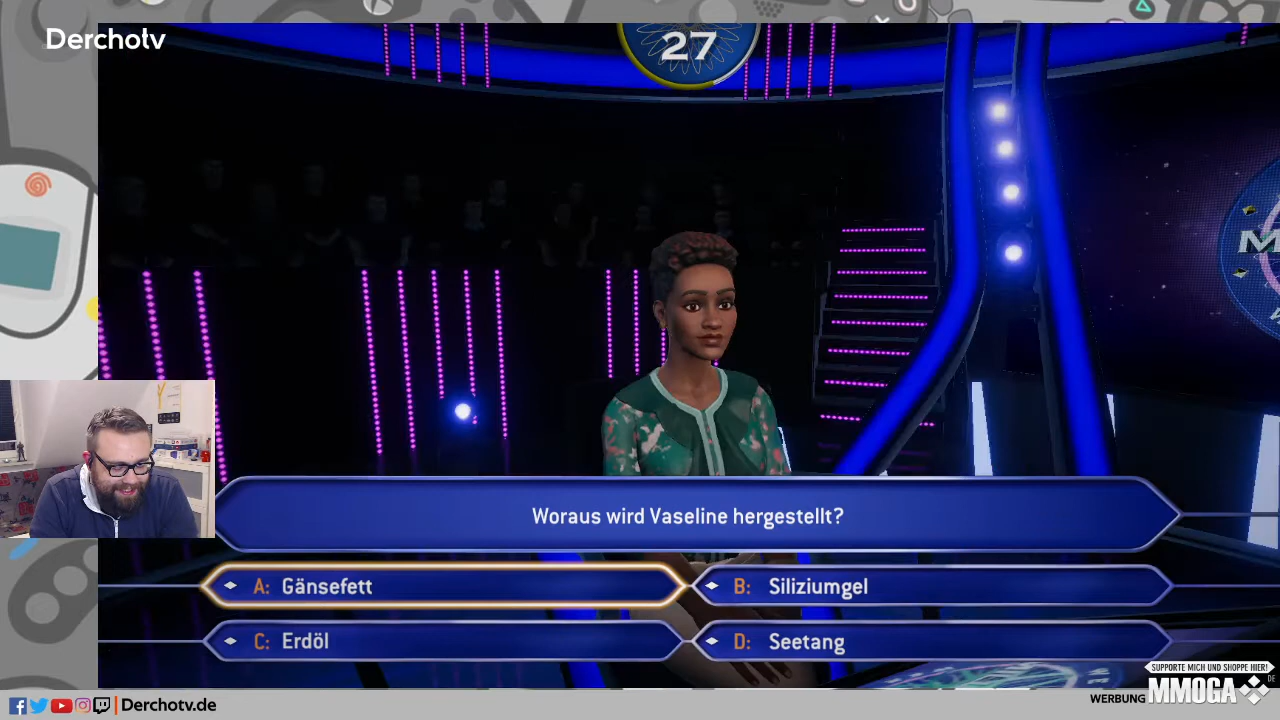 Derchotv
27
M
Woraus wird Vaseline hergestellt?
A: Gänsefett
B: Siliziumgel
C: Erdöl
D: Seetang
SUPPORTE MICH UND SHOPPE HIER!
WERBUNG MMOGA DE
Derchotv.de